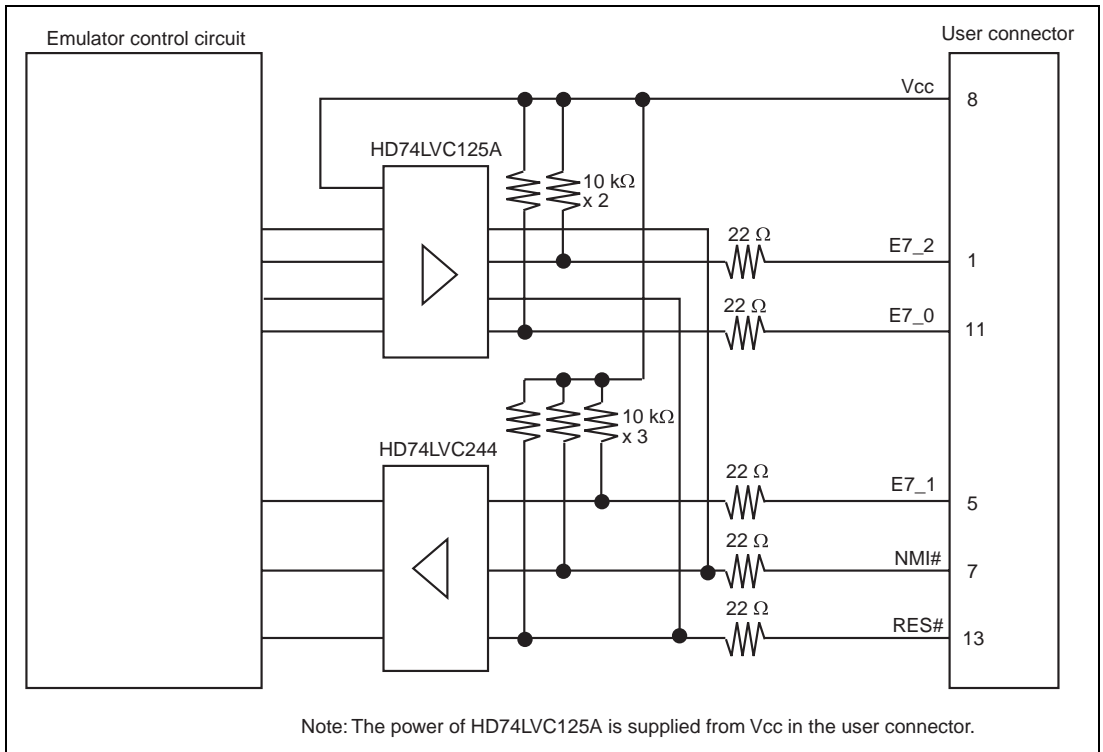 Emulator control circuit
User connector
Vcc
8
HD74LVC125A
10 kΩ
x 2
22 Ω
E7_2
1
22 Ω
E7_0
11
10 kΩ
x 3
HD74LVC244
22 Ω
E7_1
5
22 Ω
NMI#
7
22 Ω
RES#
13
Note: The power of HD74LVC125A is supplied from Vcc in the user connector.